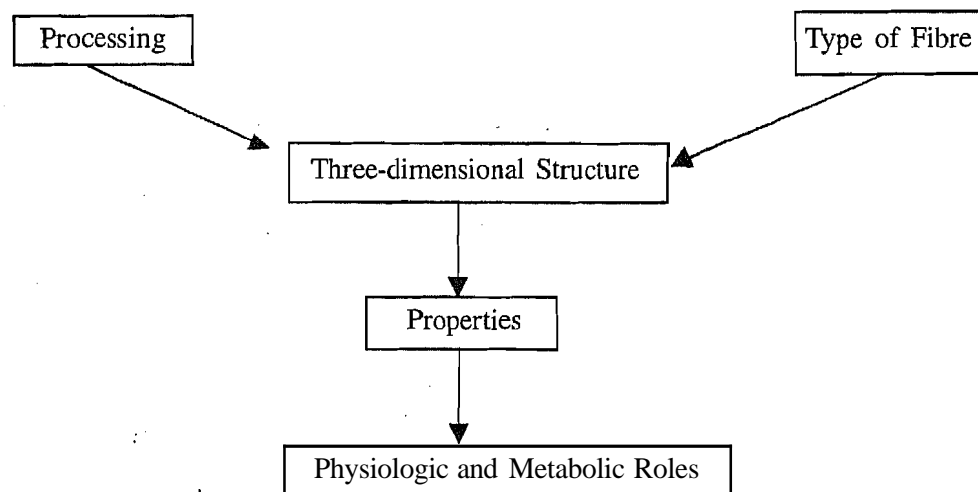 Processing
Type of Fibre
Three-dimensional Structure
Properties
Physiologic and Metabolic Roles